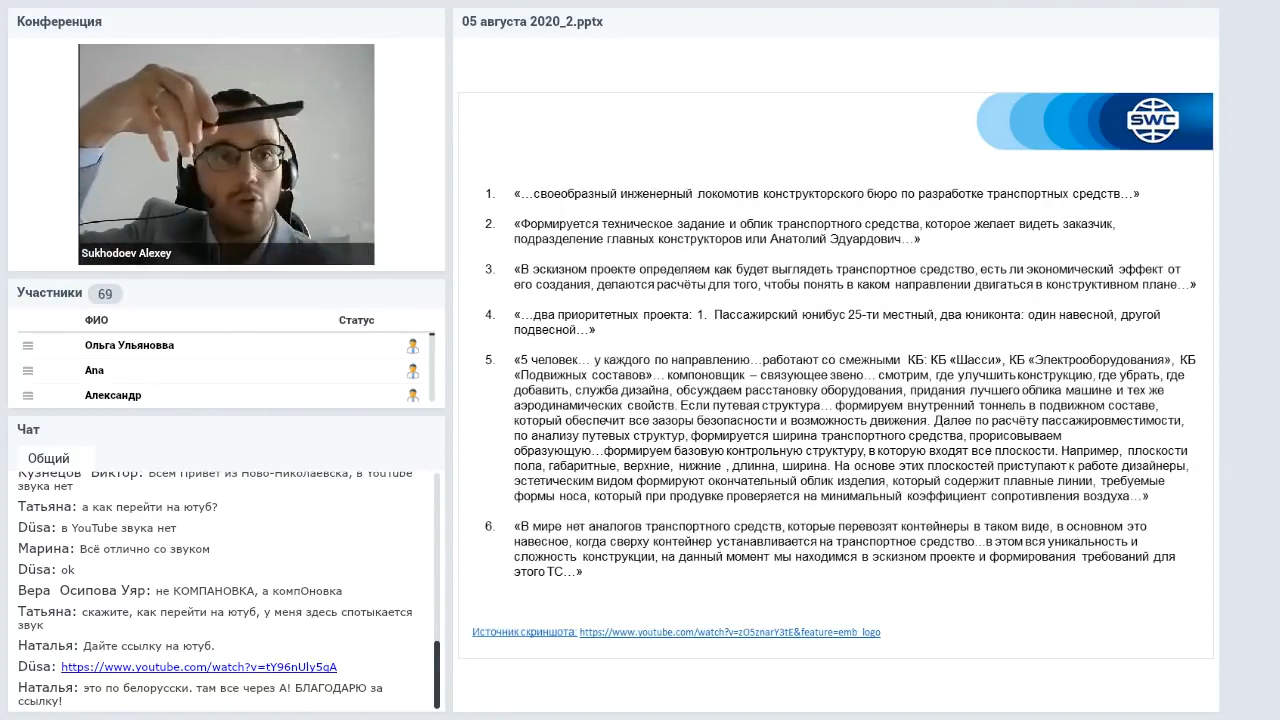 Конференция
Sukhodoev Alexey
Участники 69
ФИО Статус
Ольга Ульяновва
Ana
Александр
Чат
Общий
Кузнецов Виктор: Всем Привет из Ново-Николаевска, в YouTube
звука нет
Татьяна: а как перейти на ютуб?
Düsa: в YouTube звука нет
Марина: Всё отлично со звуком
Düsa: ok
Вера Осипова Уяр: не КОМПАНОВКА, а компОновка
Татьяна: скажите, как перейти на ютуб, у меня здесь спотыкается
звук
Наталья: Дайте ссылку на ютуб.
Düsa: https://www.youtube.com/watch?v=tY96nUly5qA
Наталья: это по белорусски. там все через А! БЛАГОДАРЮ за
ссылку!
05 августа 2020_2.pptx
SWC
1. «…своеобразный инженерный локомотив конструкторского бюро по разработке транспортных средств…»
2. «Формируется техническое задание и облик транспортного средства, которое желает видеть заказчик,
подразделение главных конструкторов или Анатолий Эдуардович…»
3. «В эскизном проекте определяем как будет выглядеть транспортное средство, есть ли экономический эффект от
его создания, делаются расчёты для того, чтобы понять в каком направлении двигаться в конструктивном плане…»
4. «…два приоритетных проекта: 1. Пассажирский юнибус 25-ти местный, два юниконта: один навесной, другой
подвесной…»
5. «5 человек… у каждого по направлению…работают со смежными КБ: КБ «Шасси», КБ «Электрооборудования», КБ
«Подвижных составов»… компоновщик – связующее звено… смотрим, где улучшить конструкцию, где убрать, где
добавить, служба дизайна, обсуждаем расстановку оборудования, придания лучшего облика машине и тех же
аэродинамических свойств. Если путевая структура… формируем внутренний тоннель в подвижном составе,
который обеспечит все зазоры безопасности и возможность движения. Далее по расчёту пассажировместимости,
по анализу путевых структур, формируется ширина транспортного средства, прорисовываем
образующую…формируем базовую контрольную структуру, в которую входят все плоскости. Например, плоскости
пола, габаритные, верхние, нижние , длинна, ширина. На основе этих плоскостей приступают к работе дизайнеры,
эстетическим видом формируют окончательный облик изделия, который содержит плавные линии, требуемые
формы носа, который при продувке проверяется на минимальный коэффициент сопротивления воздуха…»
6. «В мире нет аналогов транспортного средств, которые перевозят контейнеры в таком виде, в основном это
навесное, когда сверху контейнер устанавливается на транспортное средство...в этом вся уникальность и
сложность конструкции, на данный момент мы находимся в эскизном проекте и формирования требований для
этого ТС…»
Источник скриншота: https://www.youtube.com/watch?v=zO5znarY3tE&feature=emb_logo